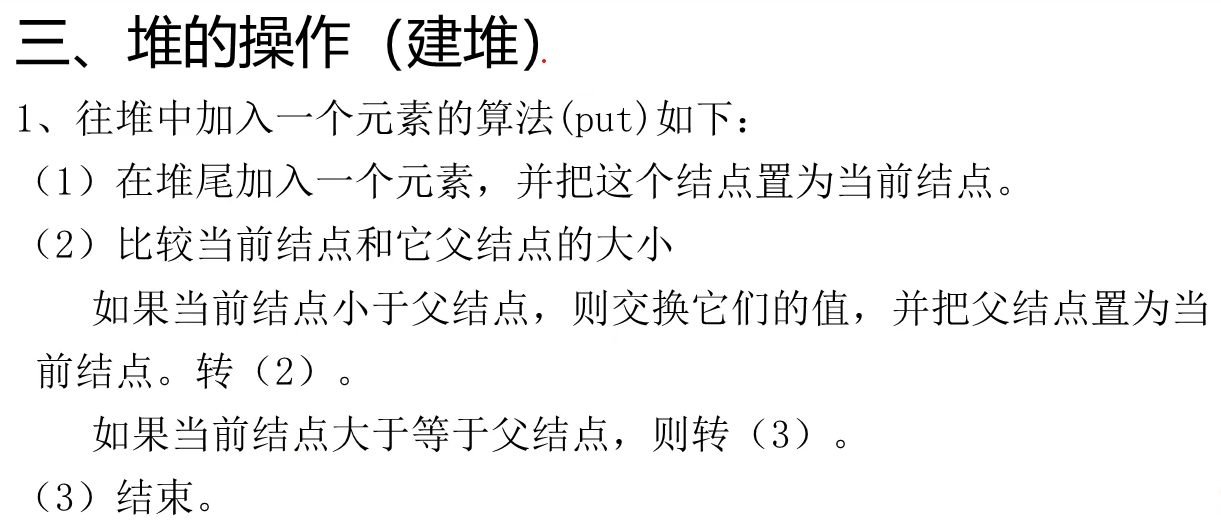 三、堆的操作（建堆）
1、往堆中加入一个元素的算法(put)如下：
（1）在堆尾加入一个元素，并把这个结点置为当前结点。
（2）比较当前结点和它父结点的大小
如果当前结点小于父结点，则交换它们的值，并把父结点置为当
前结点。转（2）。
如果当前结点大于等于父结点，则转（3）。
（3）结束。